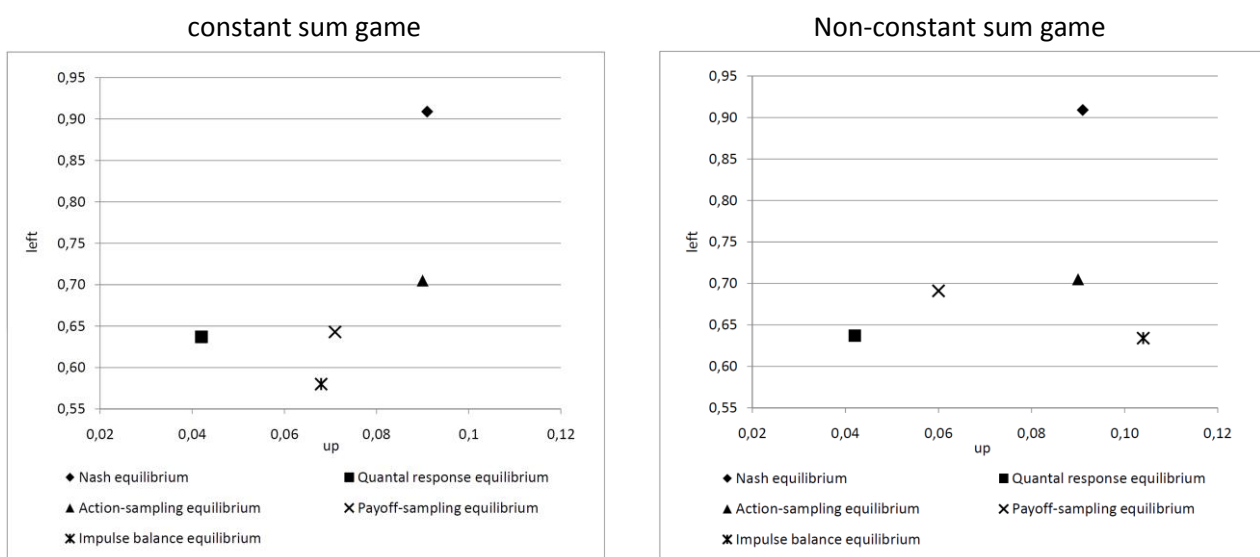 constant sum game
0,95
0,90
0,85
0,80
0,75
0,70
0,65
0,60
0,55
left
0,02 0,04 0,06 0,08 0,1 0,12
up
Nash equilibrium Quantal response equilibrium
Action-sampling equilibrium Payoff-sampling equilibrium
Impulse balance equilibrium
Non-constant sum game
0,95
0,90
0,85
0,80
0,75
0,70
0,65
0,60
0,55
left
0,02 0,04 0,06 0,08 0,10 0,12
up
Nash equilibrium Quantal response equilibrium
Action-sampling equilibrium Payoff-sampling equilibrium
Impulse balance equilibrium